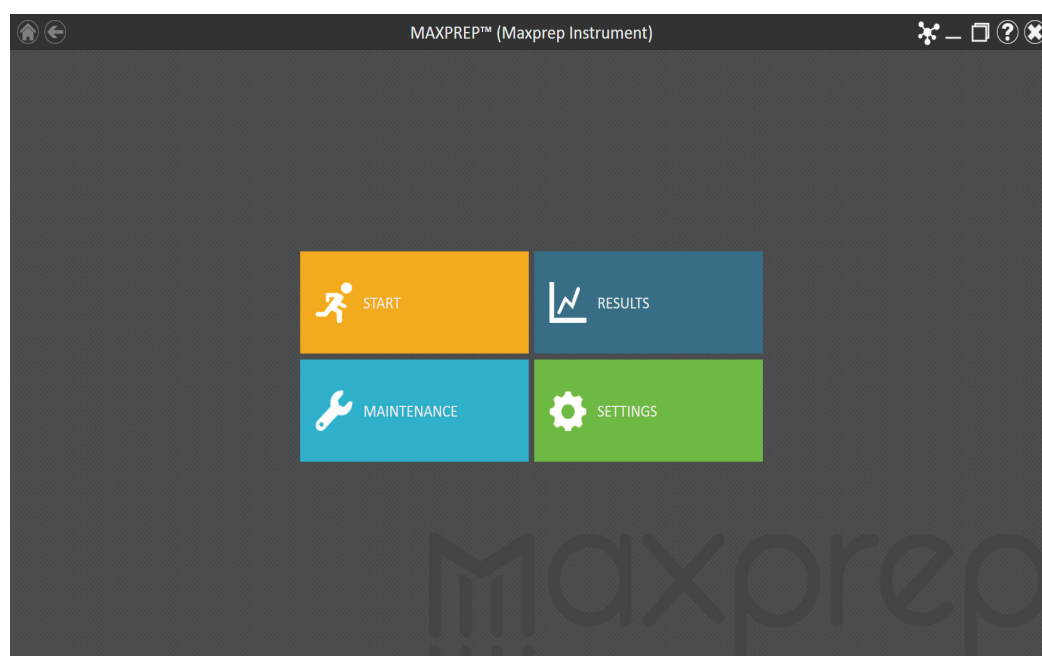 MAXPREP™ (Maxprep Instrument)
START
RESULTS
MAINTENANCE
SETTINGS
maxprep